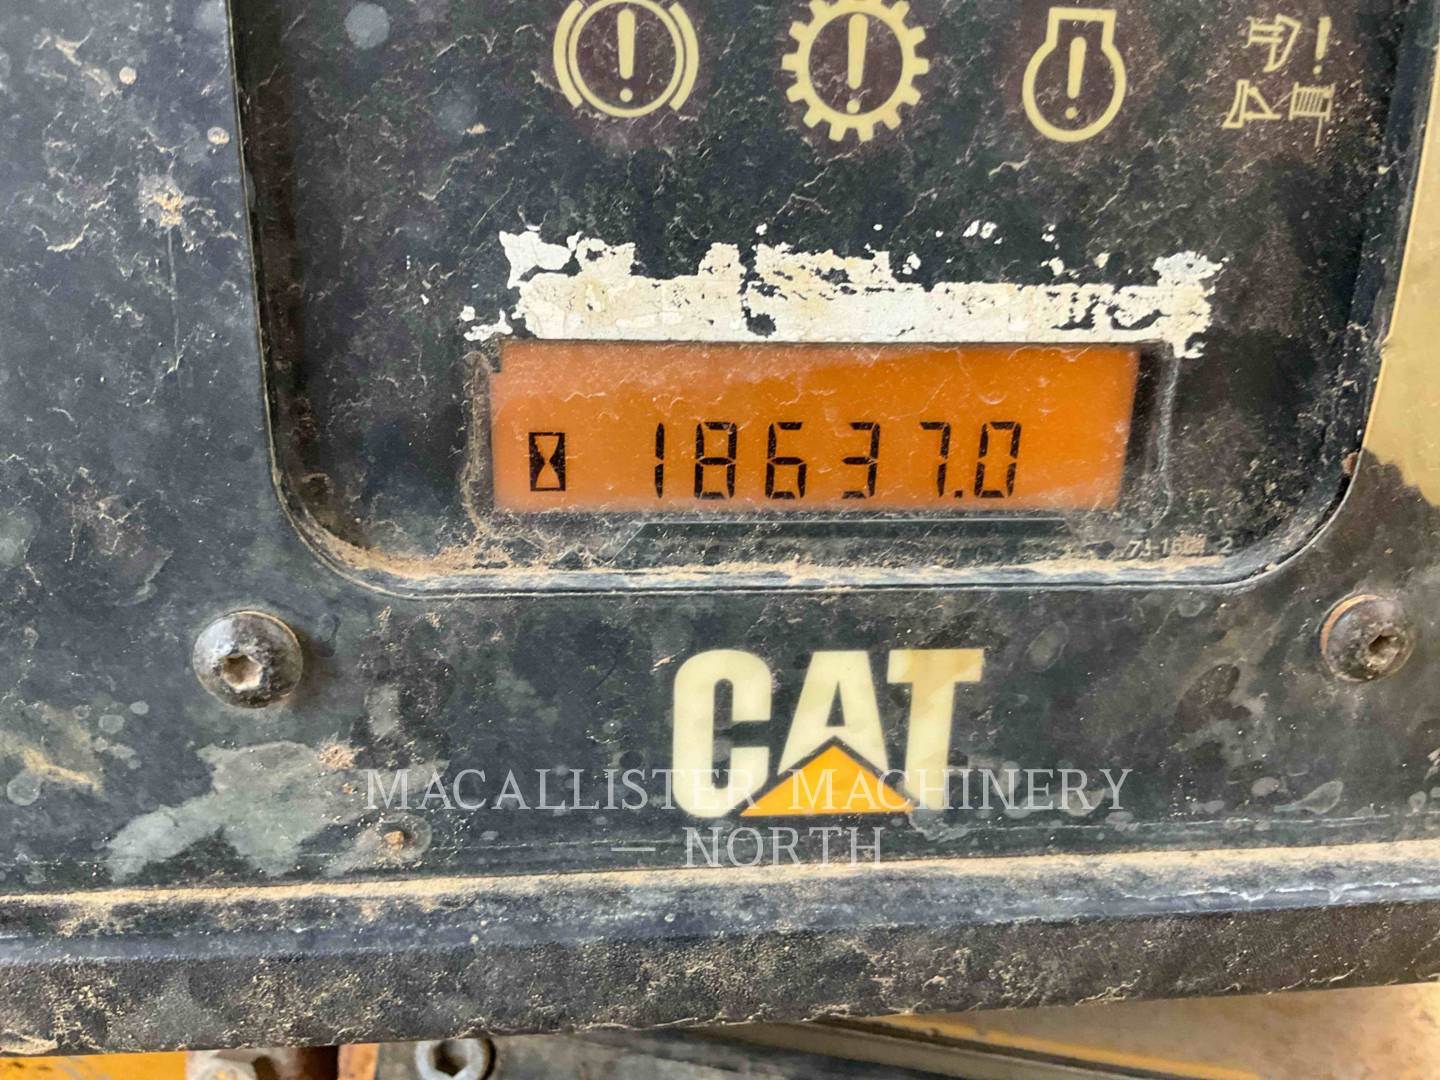 18637.0
CAT
MACALLISTER MACHINERY
— NORTH